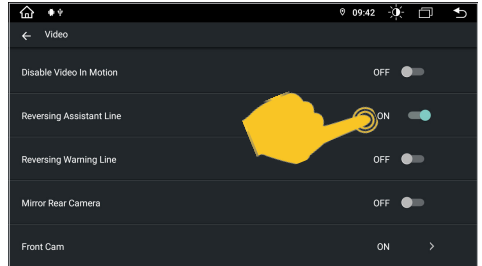 09:42
Video
Disable Video In Motion OFF
Reversing Assistant Line ON
Reversing Warning Line OFF
Mirror Rear Camera OFF
Front Cam ON